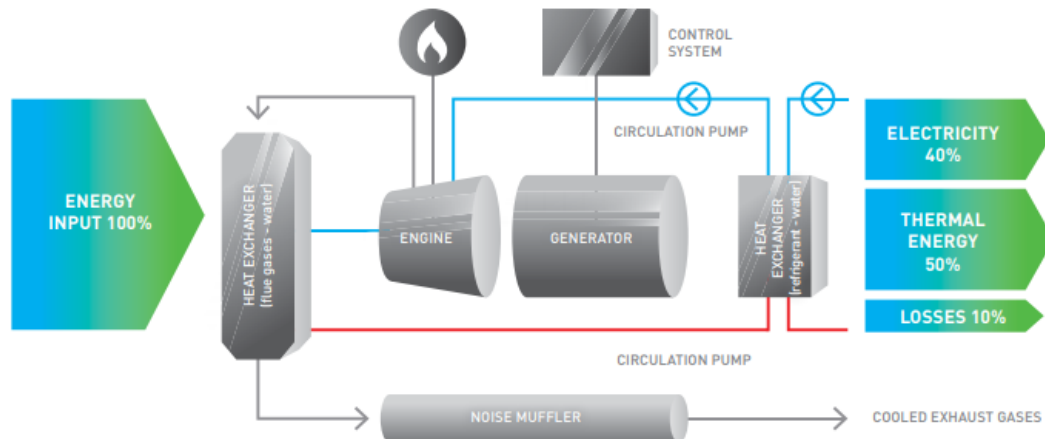 CONTROL
SYSTEM
CIRCULATION PUMP
ENERGY
INPUT 100%
HEAT EXCHANGER
(flue gases - water)
ENGINE
GENERATOR
HEAT
EXCHANGER
(refrigerant - water)
ELECTRICITY
40%
THERMAL
ENERGY
50%
LOSSES 10%
CIRCULATION PUMP
NOISE MUFFLER
COOLED EXHAUST GASES